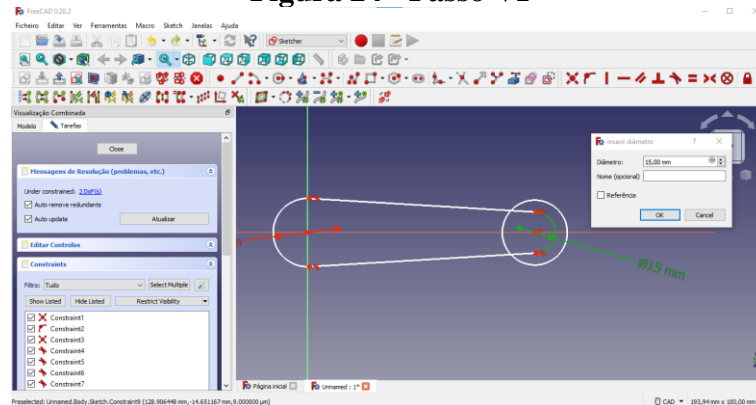 FreeCAD 0.20.2
Ficheiro Editar Ver Ferramentas Macro Sketch Janelas Ajuda
Sketcher
Visualização Combinada
Modelo Tarefas
Close
Mensagens de Resolução (problemas, etc.)
Under constrained: 2 DoF(s)
Auto remove redundants
Auto update Atualizar
Editar Controlos
Constraints
Filtro: Tudo Select Multiple
Show Listed Hide Listed Restrict Visibility
Constraint1
Constraint2
Constraint3
Constraint4
Constraint5
Constraint6
Constraint7
Inserir diâmetro
Diâmetro: 15,00 mm
Nome (opcional)
Referência
OK Cancel
Ø15 mm
Página inicial Unnamed : 1*
Preselected: Unnamed.Body.Sketch.Constraint9 (128.906448 mm,-14.651167 mm,9.000000 µm)
CAD 193,94 mm x 100,00 mm